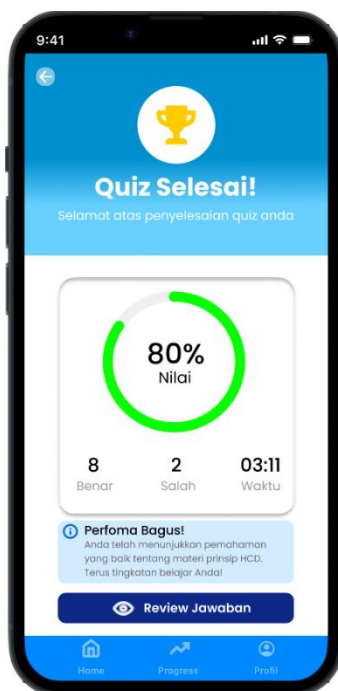 9:41
Quiz Selesai!
Selamat atas penyelesaian quiz anda
80%
Nilai
8
2
03:11
Benar
Salah
Waktu
Perfoma Bagus!
Anda telah menunjukkan pemahaman
yang baik tentang materi prinsip HCD.
Terus tingkatan belajar Anda!
Review Jawaban
Home
Progress
Profil